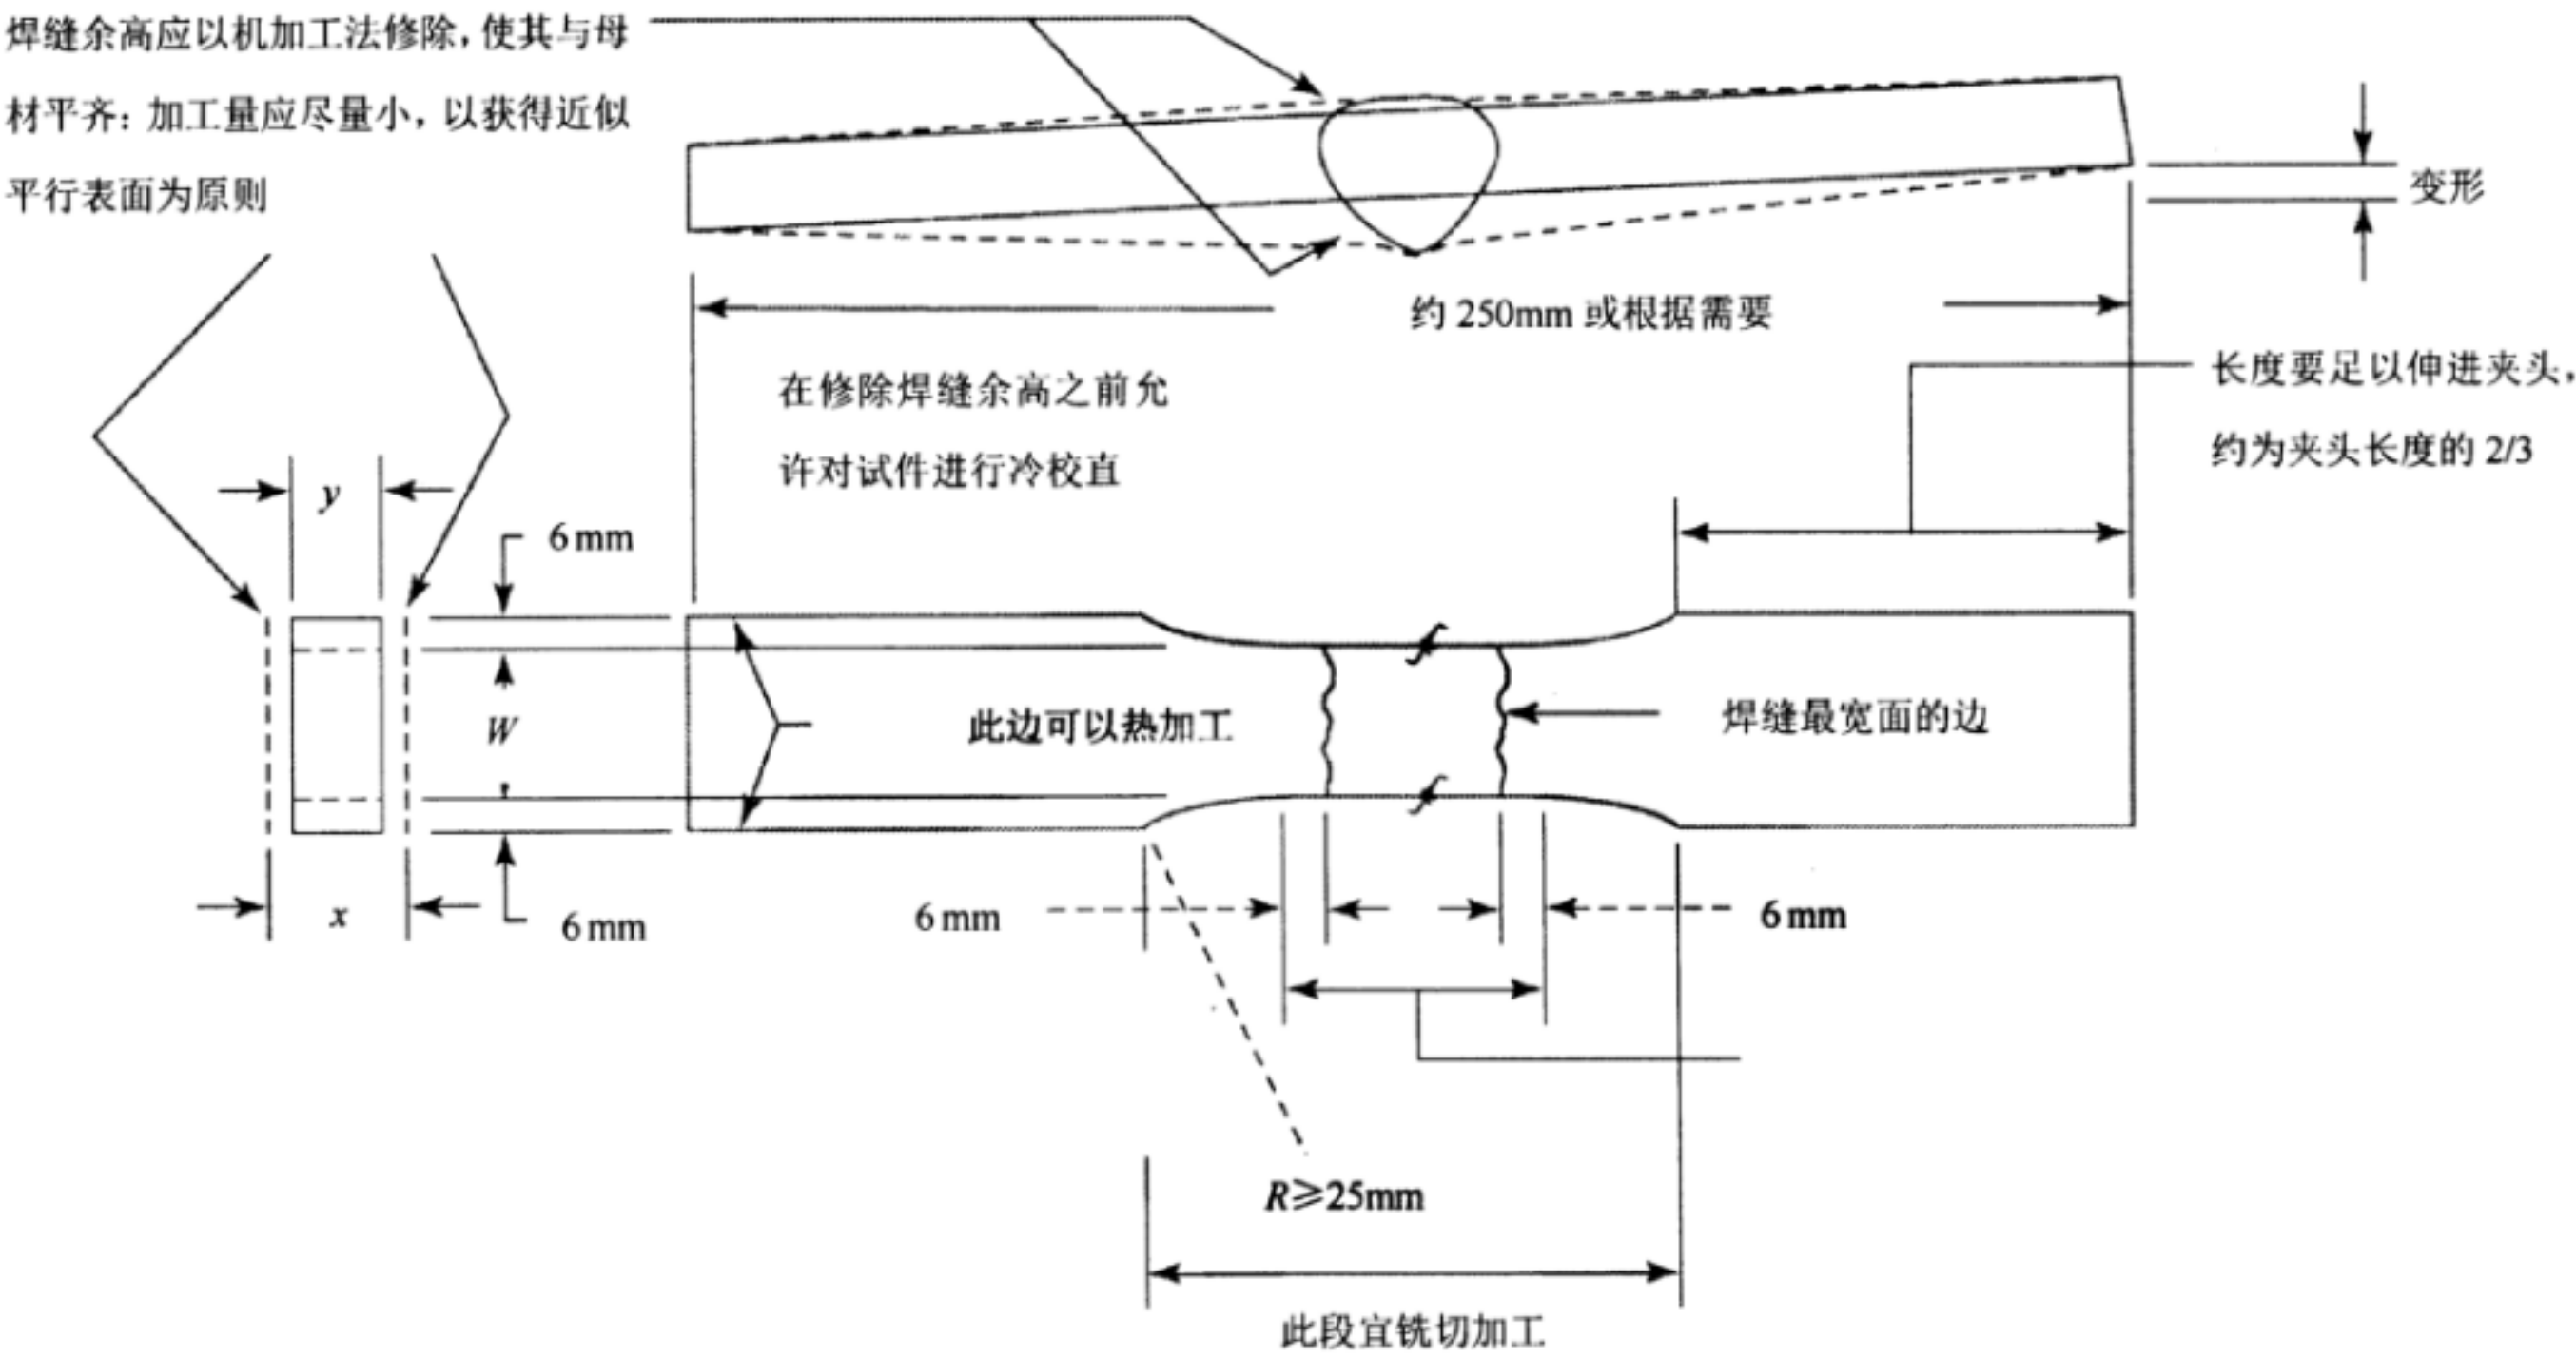 焊缝余高应以机加工法修除，使其与母
材平齐：加工量应尽量小，以获得近似
平行表面为原则
变形
约 250mm 或根据需要
在修除焊缝余高之前允
许对试件进行冷校直
长度要足以伸进夹头，
约为夹头长度的 2/3
y
6 mm
W
此边可以热加工
焊缝最宽面的边
x
6 mm
6 mm
6 mm
R≥25mm
此段宜铣切加工